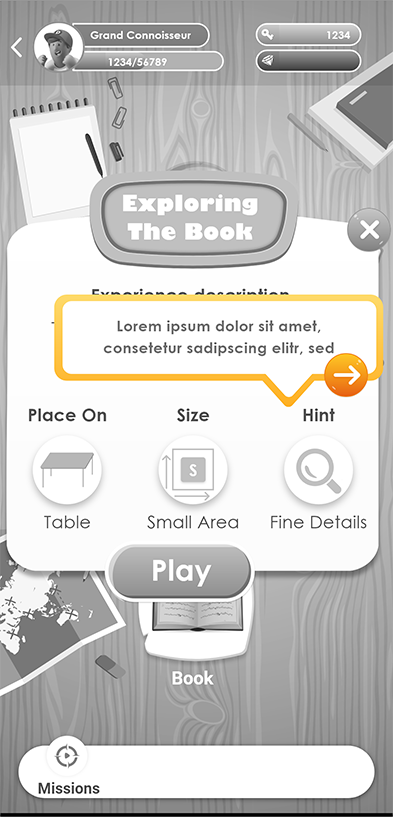 Grand Connoisseur
1234/56789
1234
Exploring
The Book
Experience description
Lorem ipsum dolor sit amet,
consetetur sadipscing elitr, sed
Place On
Size
Hint
S
Table
Small Area
Fine Details
Play
Book
Missions